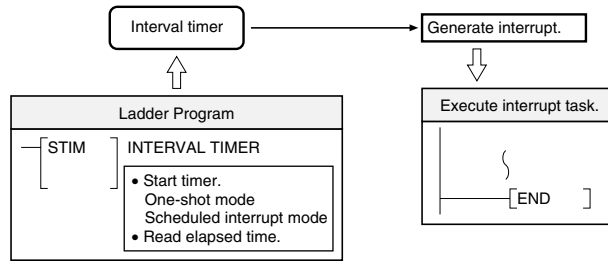 Interval timer
Generate interrupt.
Ladder Program
STIM
INTERVAL TIMER
• Start timer.
One-shot mode
Scheduled interrupt mode
• Read elapsed time.
Execute interrupt task.
END